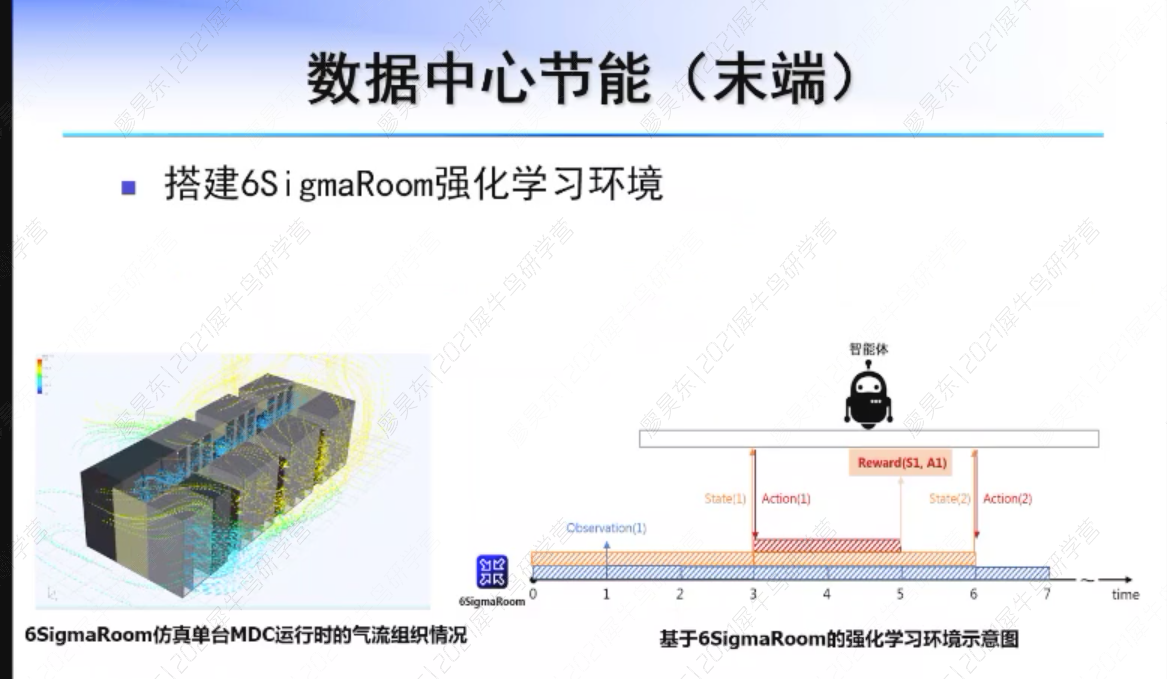 数据中心节能（末端）
搭建6SigmaRoom强化学习环境
智能体
Reward(S1, A1)
State(1)
Action(1)
State(2)
Action(2)
Observation(1)
6SigmaRoom
0 1 2 3 4 5 6 7 ~ time
6SigmaRoom仿真单台MDC运行时的气流组织情况
基于6SigmaRoom的强化学习环境示意图
廖昊东|2021犀牛鸟研学营